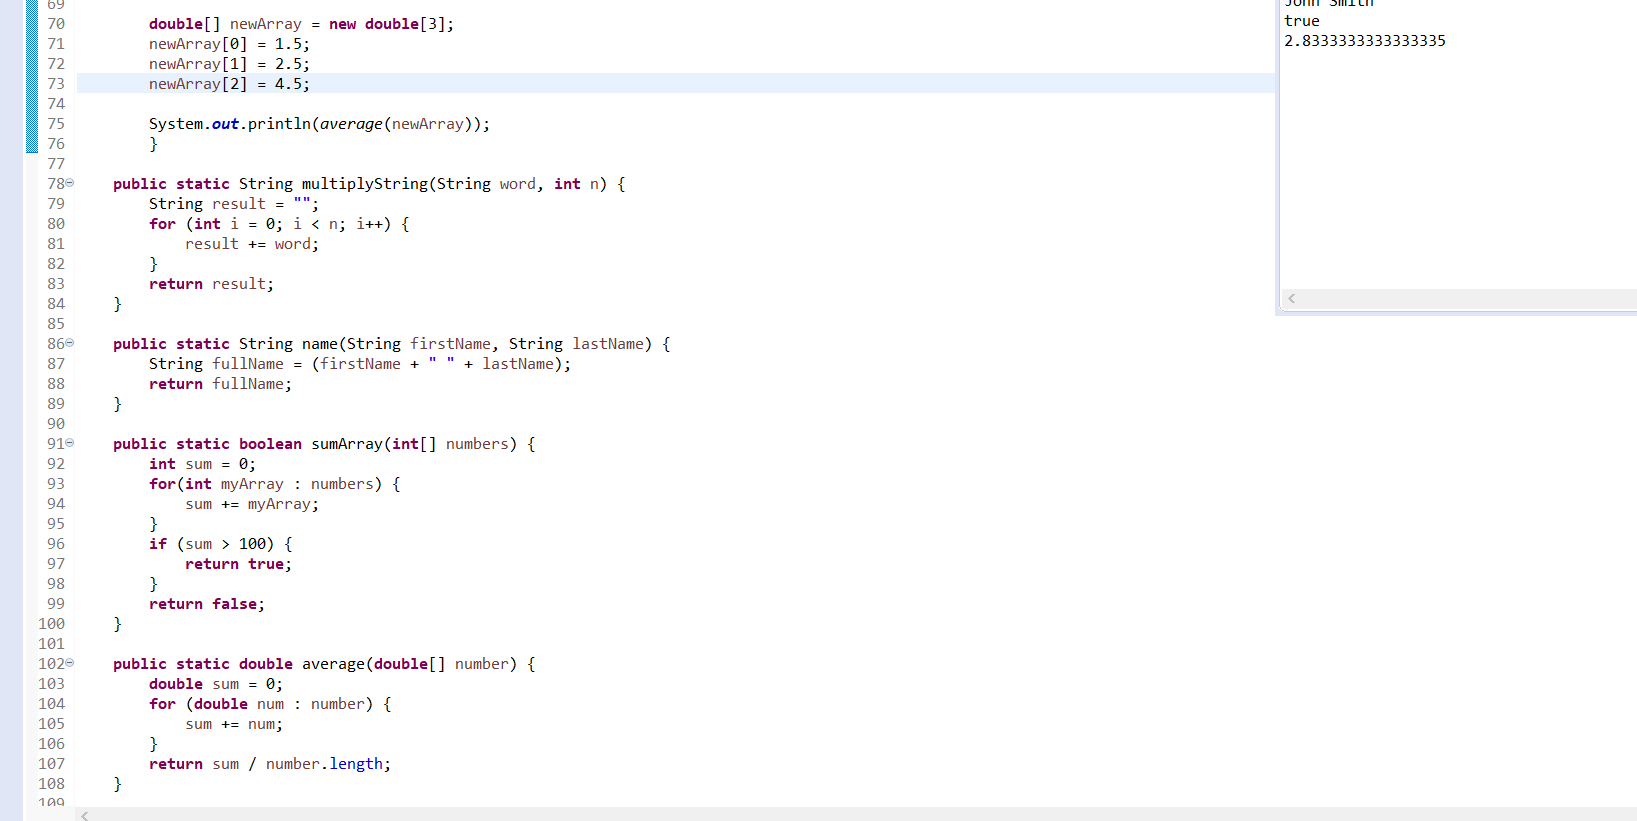 69
70 double[] newArray = new double[3];
71 newArray[0] = 1.5;
72 newArray[1] = 2.5;
73 newArray[2] = 4.5;
74
75 System.out.println(average(newArray));
76 }
77
78 public static String multiplyString(String word, int n) {
79 String result = "";
80 for (int i = 0; i < n; i++) {
81 result += word;
82 }
83 return result;
84 }
85
86 public static String name(String firstName, String lastName) {
87 String fullName = (firstName + " " + lastName);
88 return fullName;
89 }
90
91 public static boolean sumArray(int[] numbers) {
92 int sum = 0;
93 for(int myArray : numbers) {
94 sum += myArray;
95 }
96 if (sum > 100) {
97 return true;
98 }
99 return false;
100 }
101
102 public static double average(double[] number) {
103 double sum = 0;
104 for (double num : number) {
105 sum += num;
106 }
107 return sum / number.length;
108 }
109
John Smith
true
2.8333333333333335